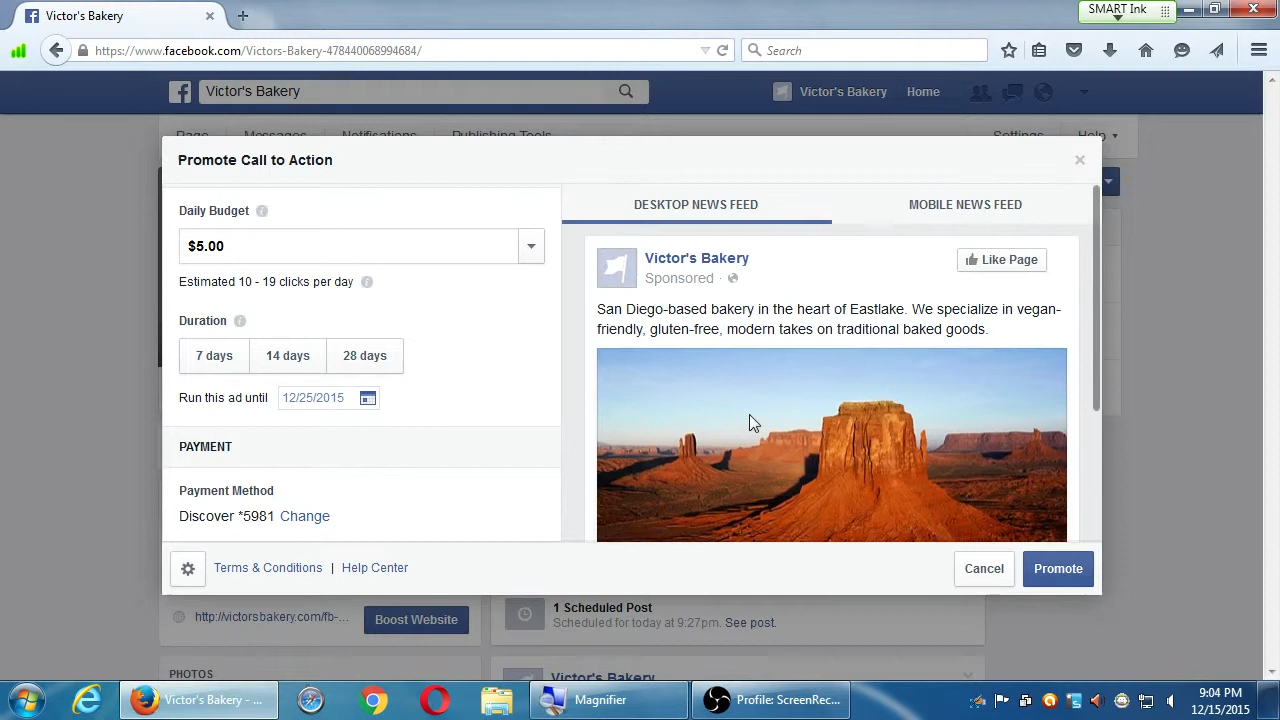 Victor's Bakery
SMART Ink
https://www.facebook.com/Victors-Bakery-478440068994684/
Search
Victor's Bakery
Victor's Bakery
Home
Page
Messages
Notifications
Publishing Tools
Settings
Help
Promote Call to Action
Daily Budget
$5.00
Estimated 10 - 19 clicks per day
Duration
7 days
14 days
28 days
Run this ad until 12/25/2015
PAYMENT
Payment Method
Discover *5981 Change
DESKTOP NEWS FEED
MOBILE NEWS FEED
Victor's Bakery
Sponsored ·
Like Page
San Diego-based bakery in the heart of Eastlake. We specialize in vegan-
friendly, gluten-free, modern takes on traditional baked goods.
Terms & Conditions | Help Center
Cancel
Promote
http://victorsbakery.com/fb-...
Boost Website
1 Scheduled Post
Scheduled for today at 9:27pm. See post.
PHOTOS
Victor's Bakery
Victor's Bakery - ...
Magnifier
Profile: ScreenRec...
9:04 PM
12/15/2015